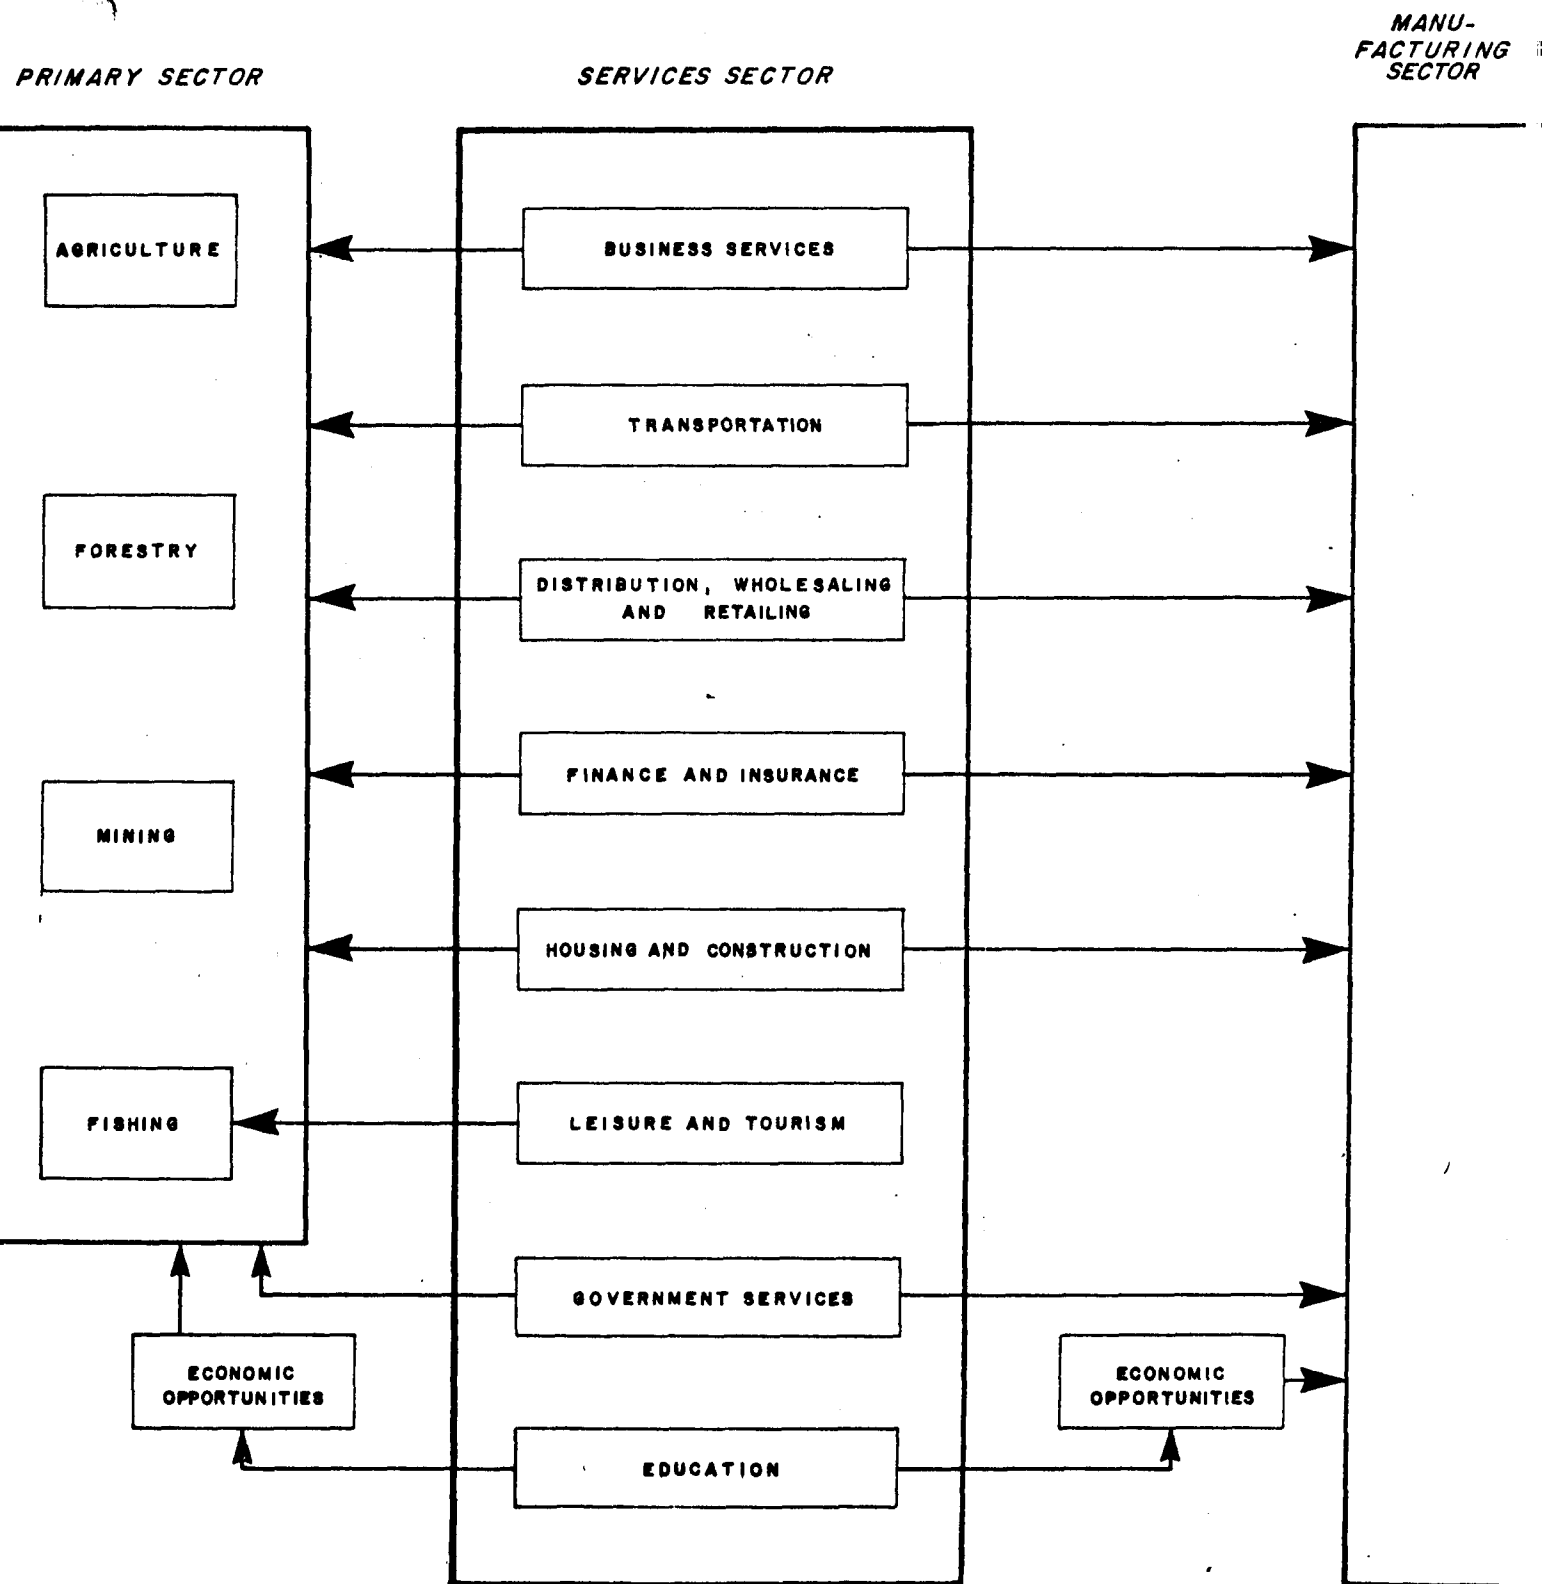 PRIMARY SECTOR
SERVICES SECTOR
MANU-
FACTURING
SECTOR
AGRICULTURE
FORESTRY
MINING
FISHING
BUSINESS SERVICES
TRANSPORTATION
DISTRIBUTION, WHOLESALING
AND RETAILING
FINANCE AND INSURANCE
HOUSING AND CONSTRUCTION
LEISURE AND TOURISM
GOVERNMENT SERVICES
EDUCATION
ECONOMIC
OPPORTUNITIES
ECONOMIC
OPPORTUNITIES